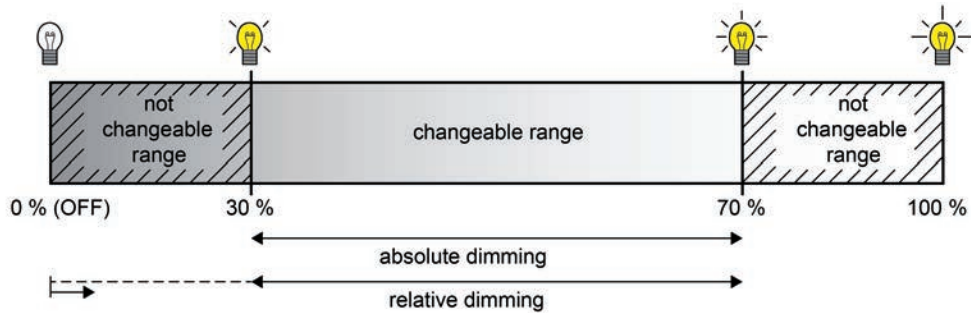 not
changeable
range
changeable range
not
changeable
range
0 % (OFF)
30 %
70 %
100 %
absolute dimming
relative dimming